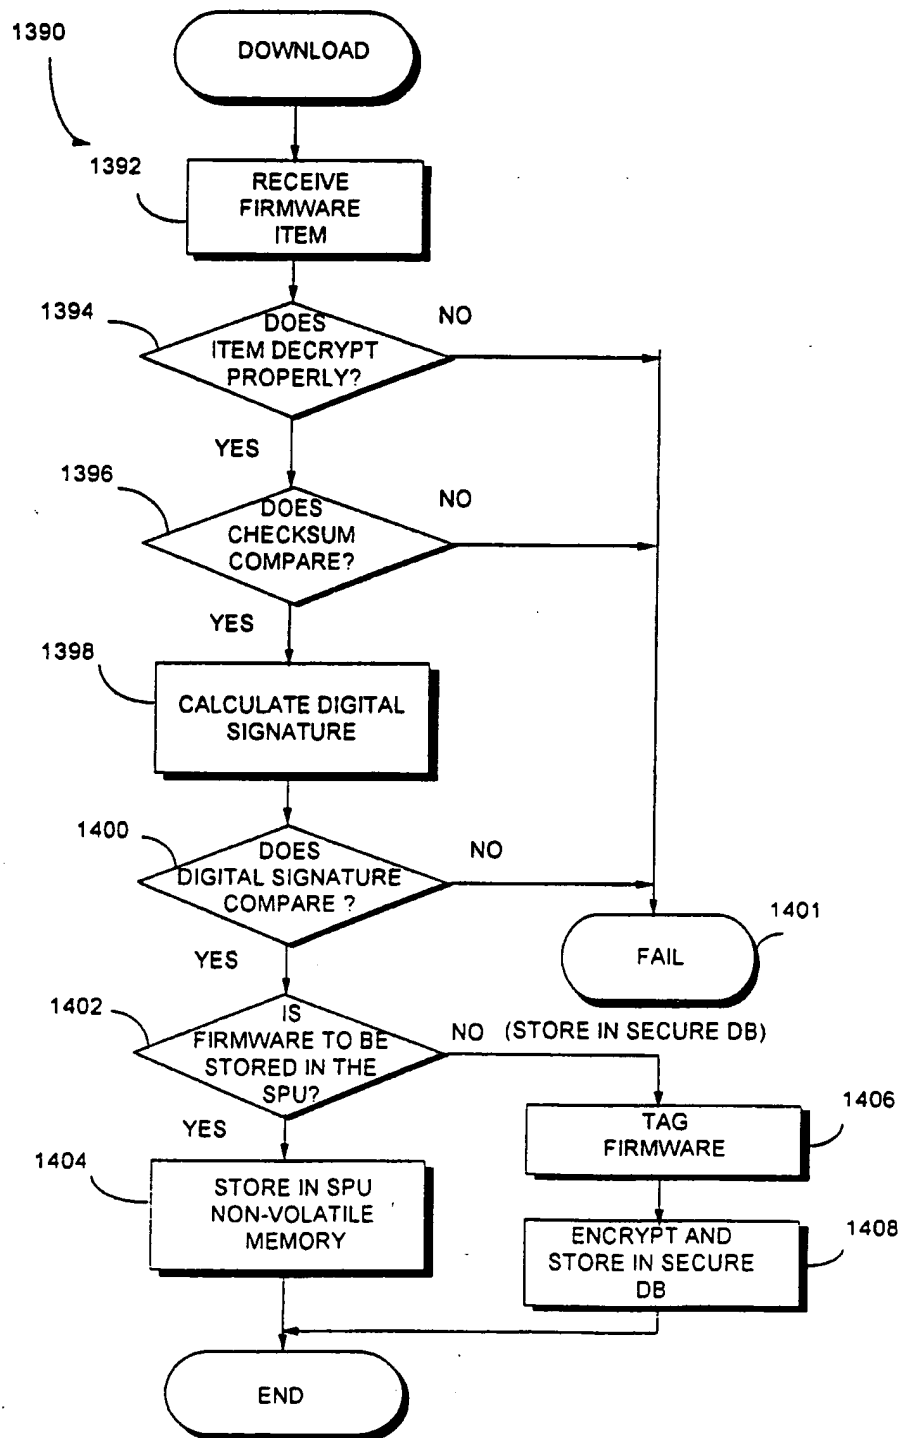 1390
DOWNLOAD
1392
RECEIVE
FIRMWARE
ITEM
1394
DOES
ITEM DECRYPT
PROPERLY?
NO
YES
1396
DOES
CHECKSUM
COMPARE?
NO
YES
1398
CALCULATE DIGITAL
SIGNATURE
1400
DOES
DIGITAL SIGNATURE
COMPARE ?
NO
YES
1401
FAIL
1402
IS
FIRMWARE TO BE
STORED IN THE
SPU?
NO (STORE IN SECURE DB)
YES
1404
STORE IN SPU
NON-VOLATILE
MEMORY
1406
TAG
FIRMWARE
1408
ENCRYPT AND
STORE IN SECURE
DB
END